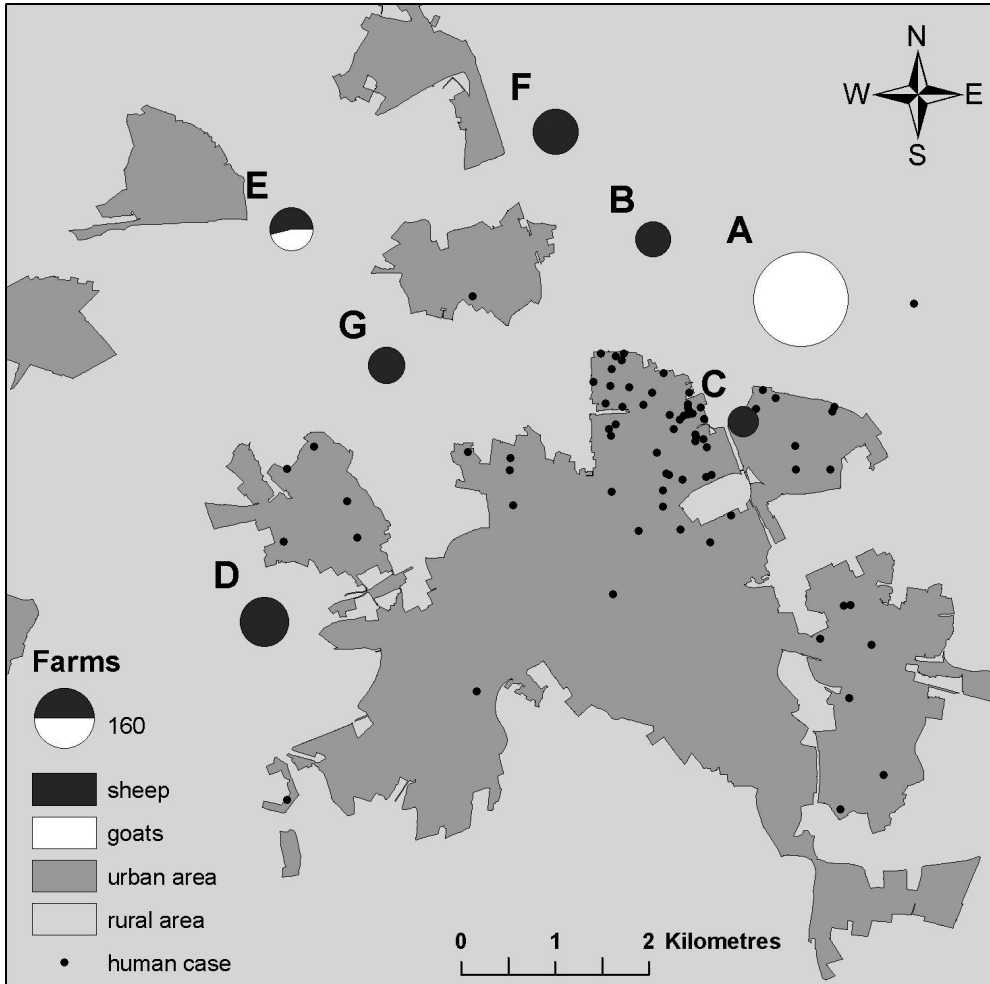 N
F
W E
S
E
B
A
G
C
D
Farms
160
sheep
goats
urban area
rural area
human case
0 1 2 Kilometres